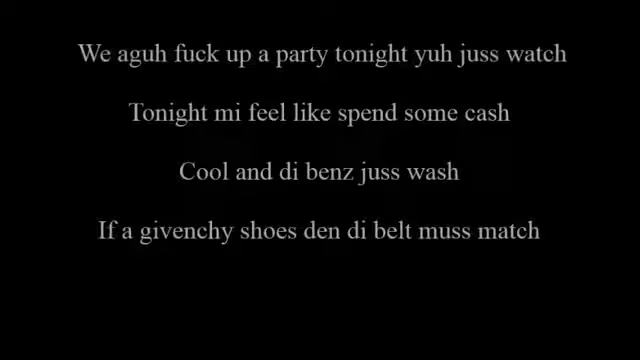 We aguh fuck up a party tonight yuh juss watch
Tonight mi feel like spend some cash
Cool and di benz juss wash
If a givenchy shoes den di belt muss match